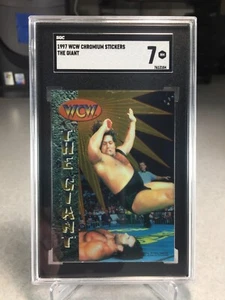 SGC
1997 WCW CHROMIUM STICKERS
THE GIANT
7
WCW
THE GIANT